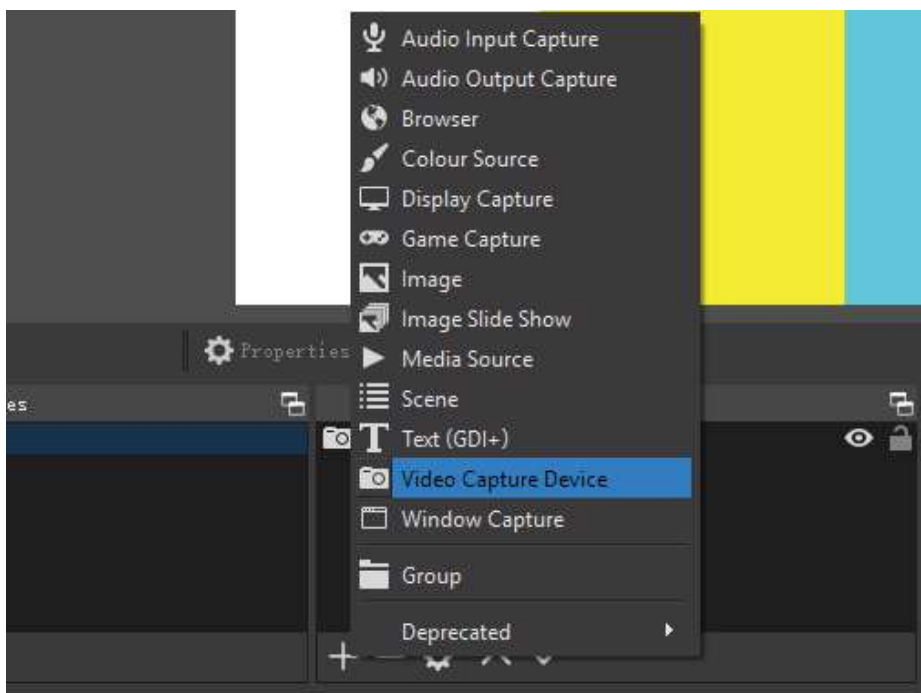 Audio Input Capture
Audio Output Capture
Browser
Colour Source
Display Capture
Game Capture
Image
Image Slide Show
Properties
Media Source
es
Scene
Text (GDI+)
Video Capture Device
Window Capture
Group
Deprecated